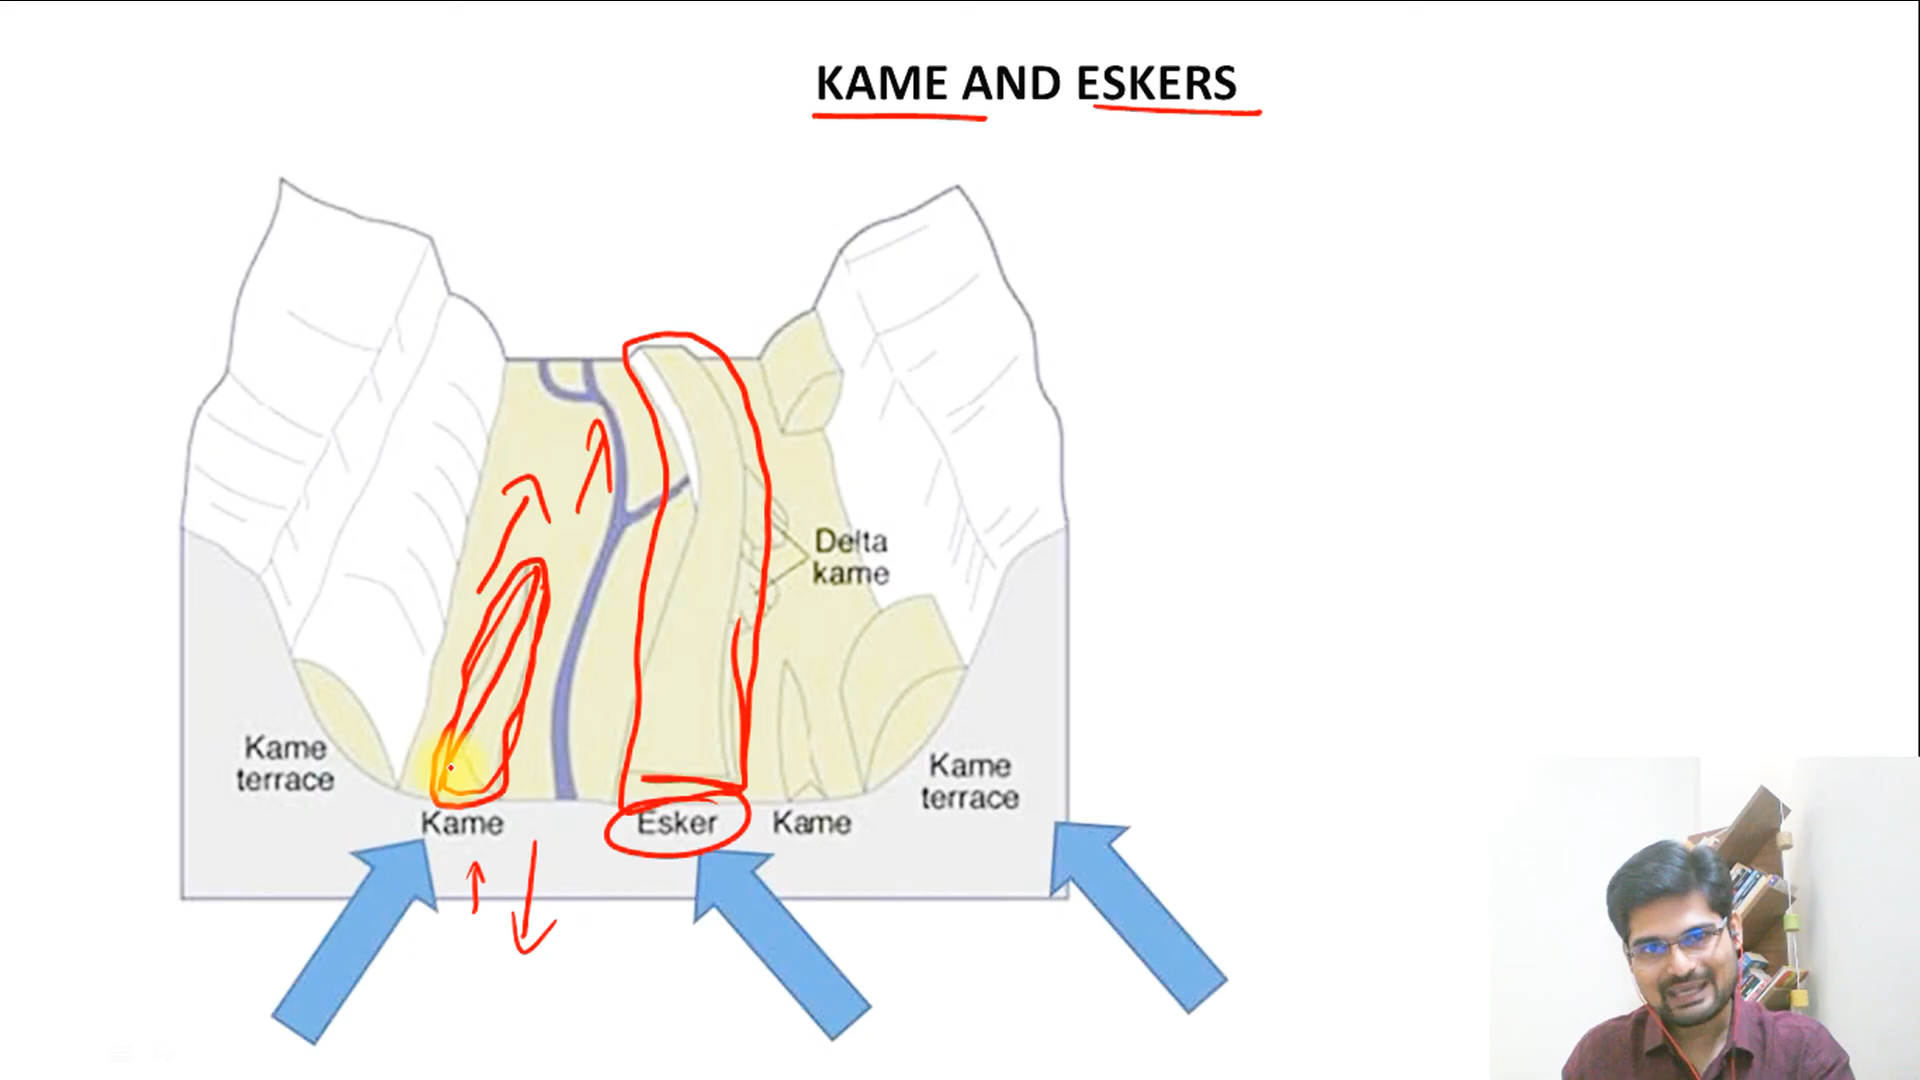 KAME AND ESKERS
Delta
kame
Kame
terrace
Kame
terrace
Kame
Esker
Kame